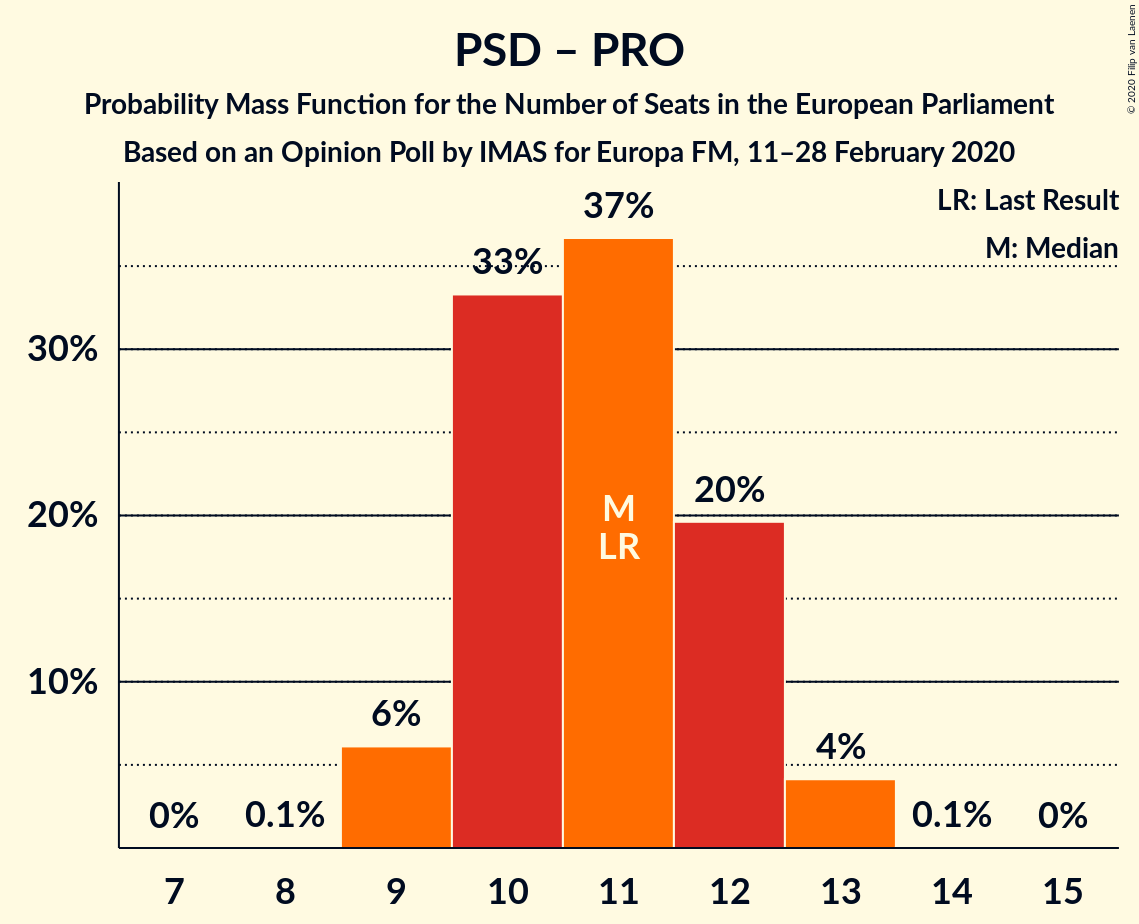 PSD – PRO
Probability Mass Function for the Number of Seats in the European Parliament
Based on an Opinion Poll by IMAS for Europa FM, 11–28 February 2020
© 2020 Filip van Laenen
LR: Last Result
M: Median
37%
33%
30%
20%
M
LR
20%
10%
6%
4%
0%
0.1%
0.1%
0%
7 8 9 10 11 12 13 14 15